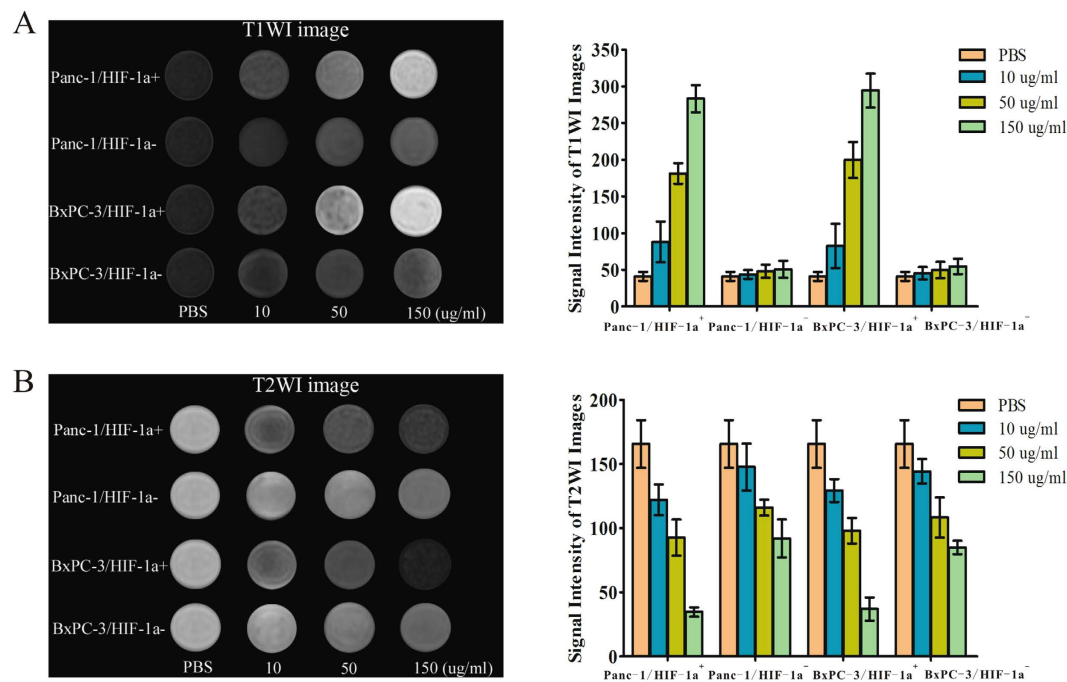 A
T1WI image
Panc-1/HIF-1a+
Panc-1/HIF-1a-
BxPC-3/HIF-1a+
BxPC-3/HIF-1a-
PBS 10 50 150 (ug/ml)
Signal Intensity of T1WI Images
350
300
250
200
150
100
50
0
PBS
10 ug/ml
50 ug/ml
150 ug/ml
Panc-1/HIF-1a+ Panc-1/HIF-1a- BxPC-3/HIF-1a+ BxPC-3/HIF-1a-
B
T2WI image
Panc-1/HIF-1a+
Panc-1/HIF-1a-
BxPC-3/HIF-1a+
BxPC-3/HIF-1a-
PBS 10 50 150 (ug/ml)
Signal Intensity of T2WI Images
200
150
100
50
0
PBS
10 ug/ml
50 ug/ml
150 ug/ml
Panc-1/HIF-1a+ Panc-1/HIF-1a- BxPC-3/HIF-1a+ BxPC-3/HIF-1a-